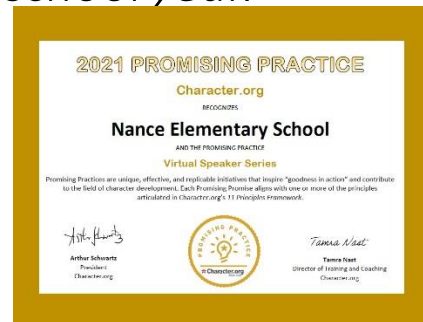 2021 PROMISING PRACTICE
Character.org
RECOGNIZES
Nance Elementary School
AND THE PROMISING PRACTICE
Virtual Speaker Series
Promising Practices are unique, effective, and replicable initiatives that inspire "goodness in action" and contribute
to the field of character development. Each Promising Promise aligns with one or more of the principles
articulated in Character.org's 11 Principles Framework.
Arthur Schwartz
President
Character.org
PROMISING PRACTICE
Character.org
Tamra Nast
Tamra Nast
Director of Training and Coaching
Character.org